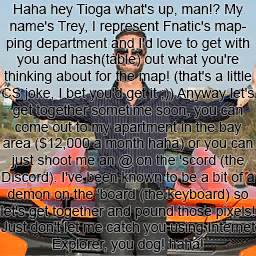 Haha hey Tioga what's up, man!? My
name's Trey, I represent Fnatic's map-
ping department and I'd love to get with
you and hash(table) out what you're
thinking about for the map! (that's a little
CS joke, I bet you'd get it ;)) Anyway let's
get together sometime soon, you can
come out to my apartment in the bay
area ($12,000 a month haha) or you can
just shoot me an @ on the 'scord (the
Discord). I've been known to be a bit of a
demon on the 'board (the keyboard) so
let's get together and pound those pixels!
Just don't let me catch you using Internet
Explorer, you dog! haha!